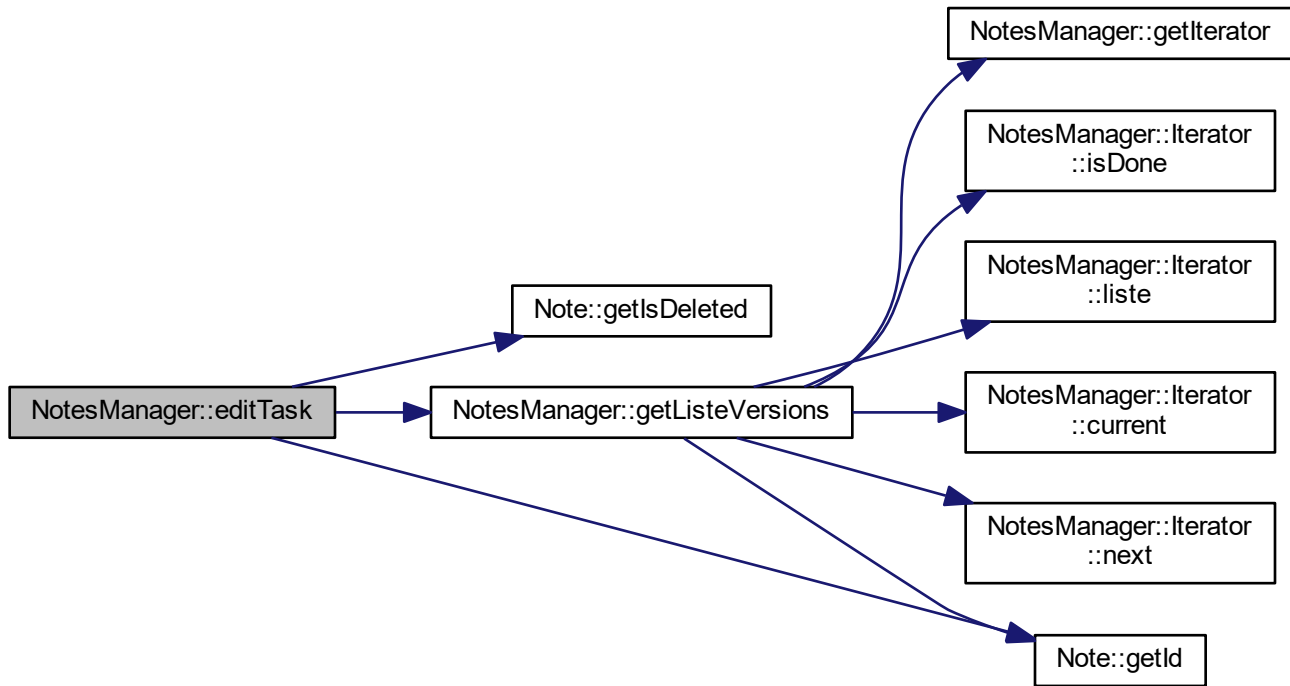 NotesManager::getIterator
NotesManager::Iterator
::isDone
NotesManager::Iterator
::liste
Note::getIsDeleted
NotesManager::editTask
NotesManager::getListeVersions
NotesManager::Iterator
::current
NotesManager::Iterator
::next
Note::getId